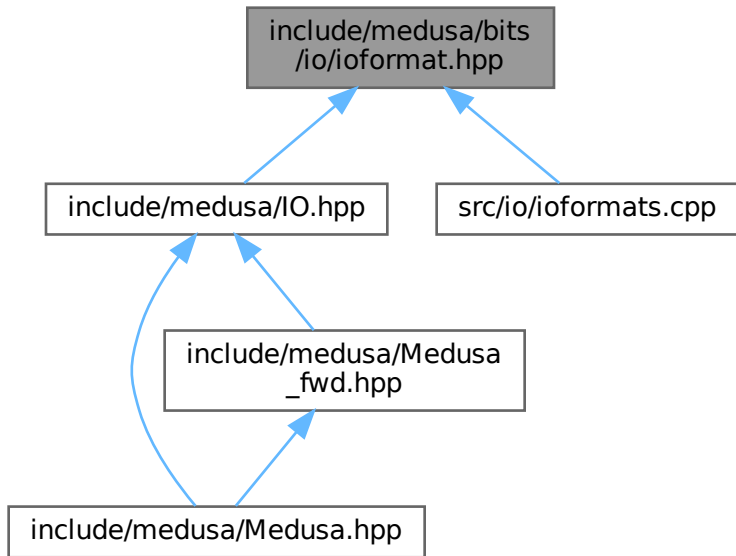 include/medusa/bits
/io/ioformat.hpp
include/medusa/IO.hpp
src/io/ioformats.cpp
include/medusa/Medusa
_fwd.hpp
include/medusa/Medusa.hpp